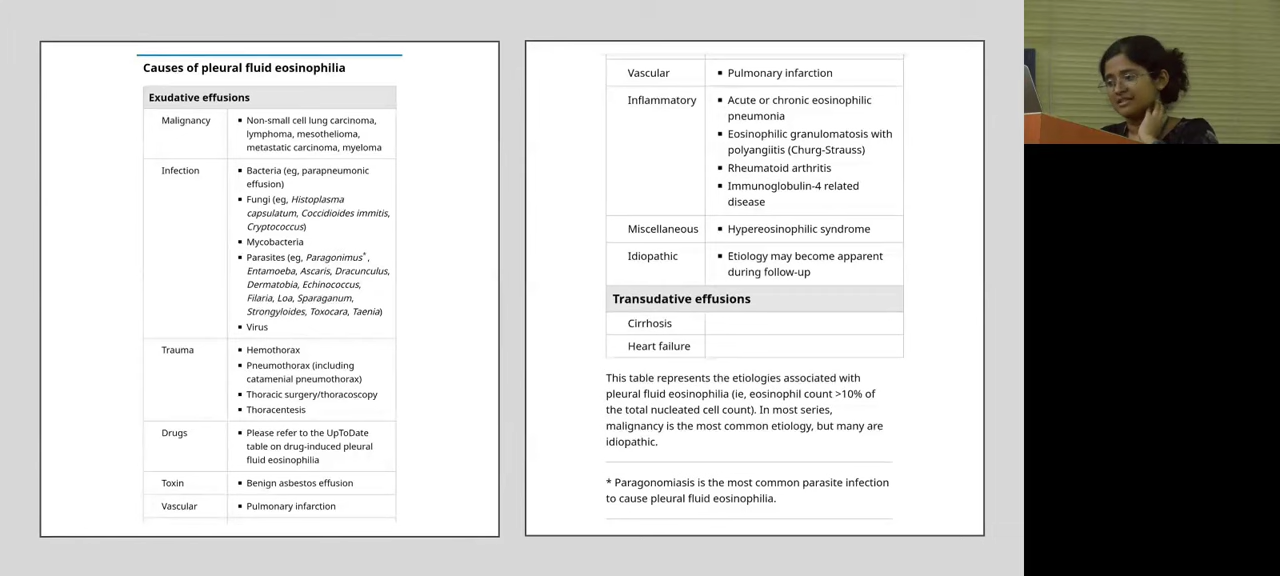 Causes of pleural fluid eosinophilia
Exudative effusions
Malignancy
▪ Non-small cell lung carcinoma,
lymphoma, mesothelioma,
metastatic carcinoma, myeloma
Infection
▪ Bacteria (eg, parapneumonic
effusion)
▪ Fungi (eg, Histoplasma
capsulatum, Coccidioides immitis,
Cryptococcus)
▪ Mycobacteria
▪ Parasites (eg, Paragonimus*,
Entamoeba, Ascaris, Dracunculus,
Dermatobia, Echinococcus,
Filaria, Loa, Sparaganum,
Strongyloides, Toxocara, Taenia)
▪ Virus
Trauma
▪ Hemothorax
▪ Pneumothorax (including
catamenial pneumothorax)
▪ Thoracic surgery/thoracoscopy
▪ Thoracentesis
Drugs
▪ Please refer to the UpToDate
table on drug-induced pleural
fluid eosinophilia
Toxin
▪ Benign asbestos effusion
Vascular
▪ Pulmonary infarction
Vascular
▪ Pulmonary infarction
Inflammatory
▪ Acute or chronic eosinophilic
pneumonia
▪ Eosinophilic granulomatosis with
polyangiitis (Churg-Strauss)
▪ Rheumatoid arthritis
▪ Immunoglobulin-4 related
disease
Miscellaneous
▪ Hypereosinophilic syndrome
Idiopathic
▪ Etiology may become apparent
during follow-up
Transudative effusions
Cirrhosis
Heart failure
This table represents the etiologies associated with
pleural fluid eosinophilia (ie, eosinophil count >10% of
the total nucleated cell count). In most series,
malignancy is the most common etiology, but many are
idiopathic.
* Paragonomiasis is the most common parasite infection
to cause pleural fluid eosinophilia.